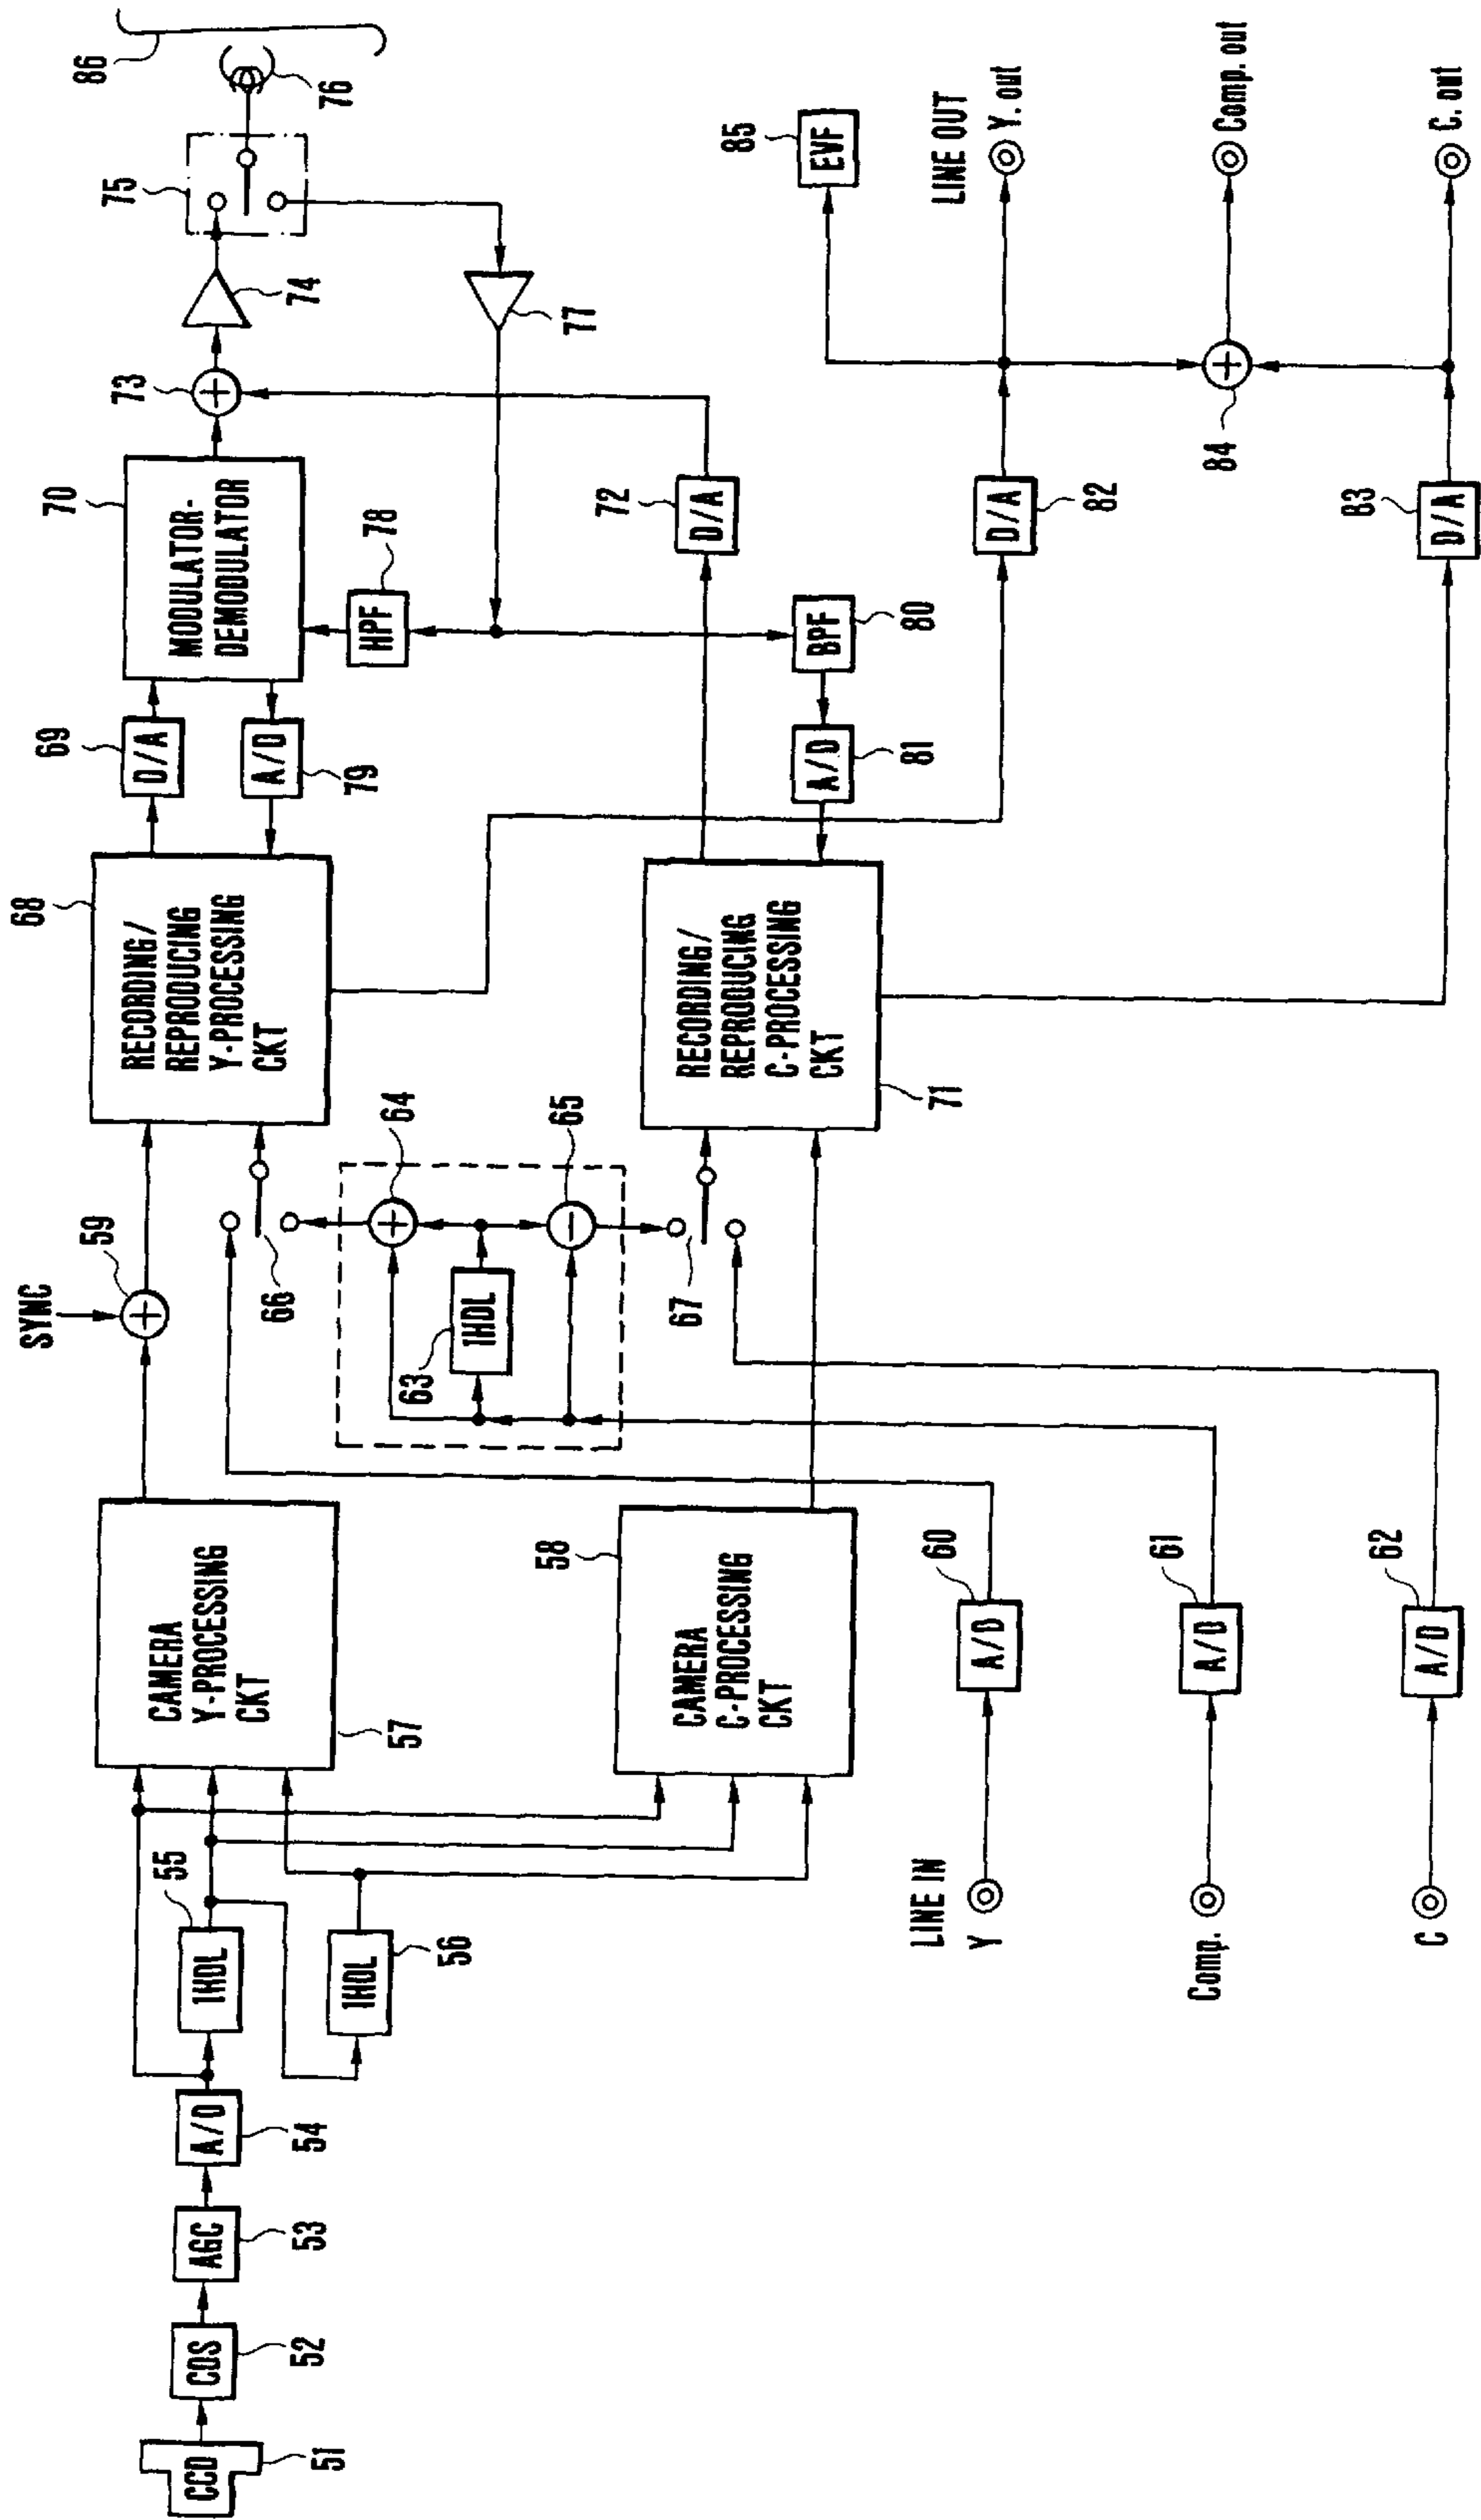 CCD
51
CDS
52
AGC
53
A/D
54
1HDL
55
1HDL
56
CAMERA
Y-PROCESSING
CKT
57
CAMERA
C-PROCESSING
CKT
58
SYNC
59
LINE IN
Y
A/D
60
Comp.
A/D
61
C
A/D
62
1HDL
63
64
65
66
67
RECORDING/
REPRODUCING
Y-PROCESSING
CKT
68
D/A
69
A/D
79
MODULATOR-
DEMODULATOR
70
HPF
78
73
74
75
76
86
77
RECORDING/
REPRODUCING
C-PROCESSING
CKT
71
D/A
72
BPF
80
A/D
81
D/A
82
D/A
83
84
EVF
85
LINE OUT
Y. out
Comp. out
C. out